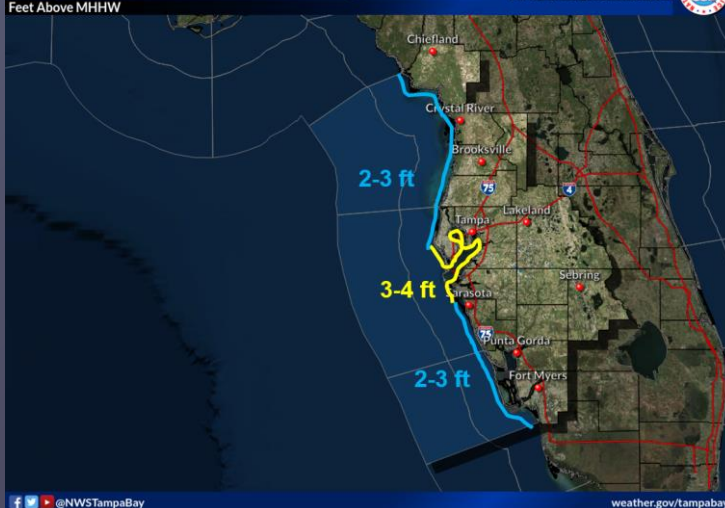 Feet Above MHHW
Chiefland
Crystal River
Brooksville
2-3 ft
75
4
Tampa
Lakeland
3-4 ft
Sarasota
Sebring
75
Punta Gorda
2-3 ft
Fort Myers
@NWSTampaBay
weather.gov/tampabay